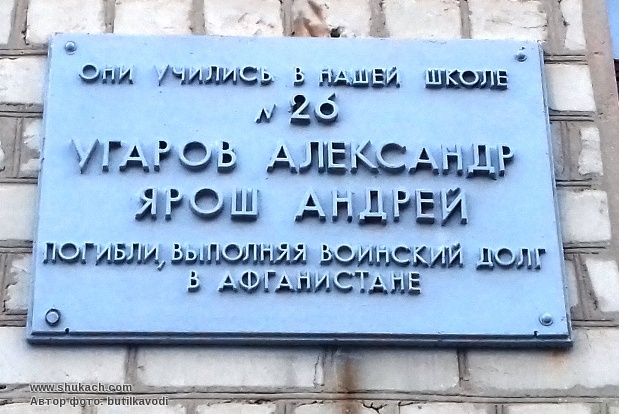 ОНИ УЧИЛИСЬ В НАШЕЙ ШКОЛЕ
N 26
УГАРОВ АЛЕКСАНДР
ЯРОШ АНДРЕЙ
ПОГИБЛИ, ВЫПОЛНЯЯ ВОИНСКИЙ ДОЛГ
В АФГАНИСТАНЕ
www.shukach.com
Автор фото: butilkavodi